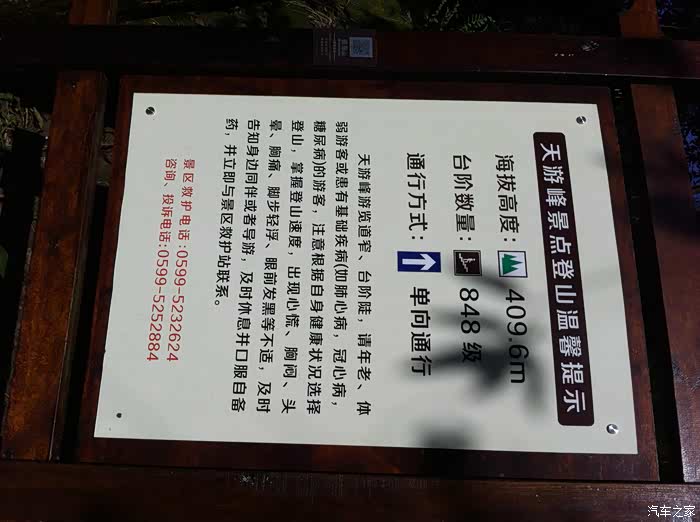 天游峰景点登山温馨提示
海拔高度：409.6m
台阶数量：848 级
通行方式：单向通行
天游峰游览道窄、台阶陡，请年老、体
弱游客或患有基础疾病(如肺心病，冠心病，
糖尿病)的游客，注意根据自身健康状况选择
登山，掌握登山速度，出现心慌、胸闷、头
晕、胸痛、脚步轻浮、眼前发黑等不适，及时
告知身边同伴或者导游，及时休息并口服自备
药，并立即与景区救护站联系。
景区救护电话:0599-5232624
咨询、投诉电话:0599-5252884
汽车之家